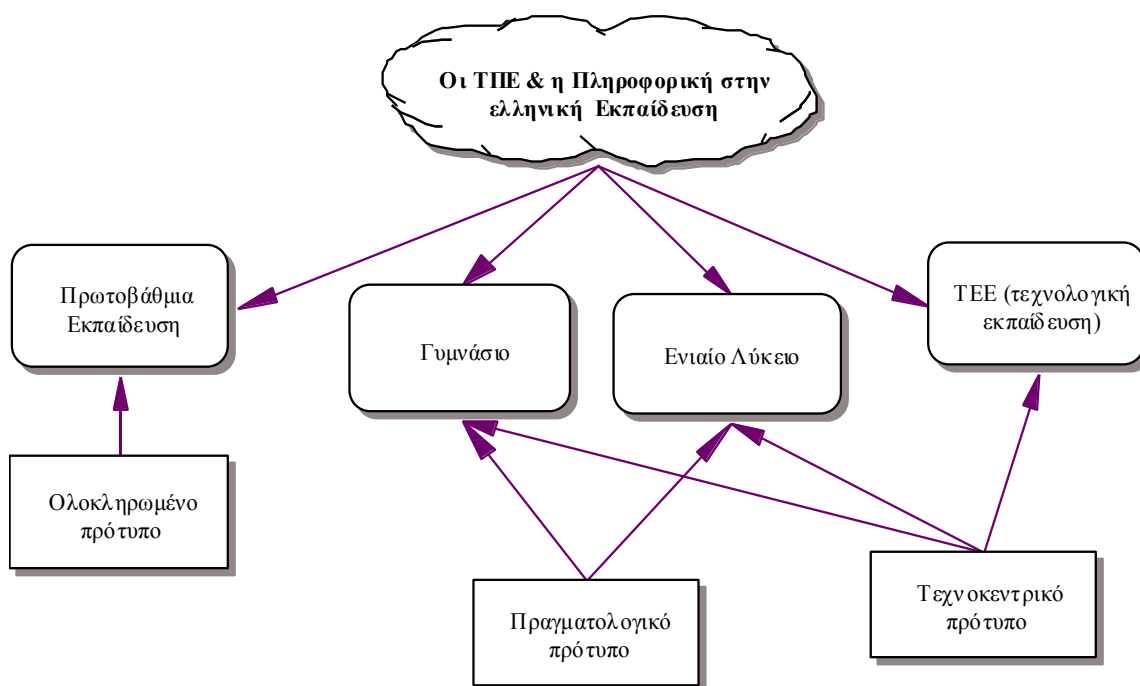 Οι ΤΠΕ & η Πληροφορική στην
ελληνική Εκπαίδευση
Πρωτοβάθμια
Εκπαίδευση
Γυμνάσιο
Ενιαίο Λύκειο
ΤΕΕ (τεχνολογική
εκπαίδευση)
Ολοκληρωμένο
πρότυπο
Πραγματολογικό
πρότυπο
Τεχνοκεντρικό
πρότυπο